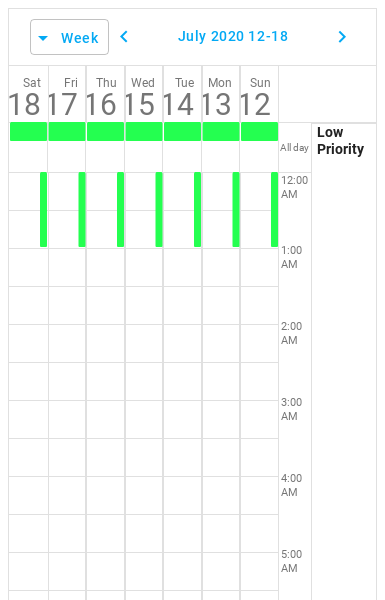 Week
July 2020 12-18
Sat Fri Thu Wed Tue Mon Sun
18 17 16 15 14 13 12
All day
Low
Priority
12:00
AM
1:00
AM
2:00
AM
3:00
AM
4:00
AM
5:00
AM